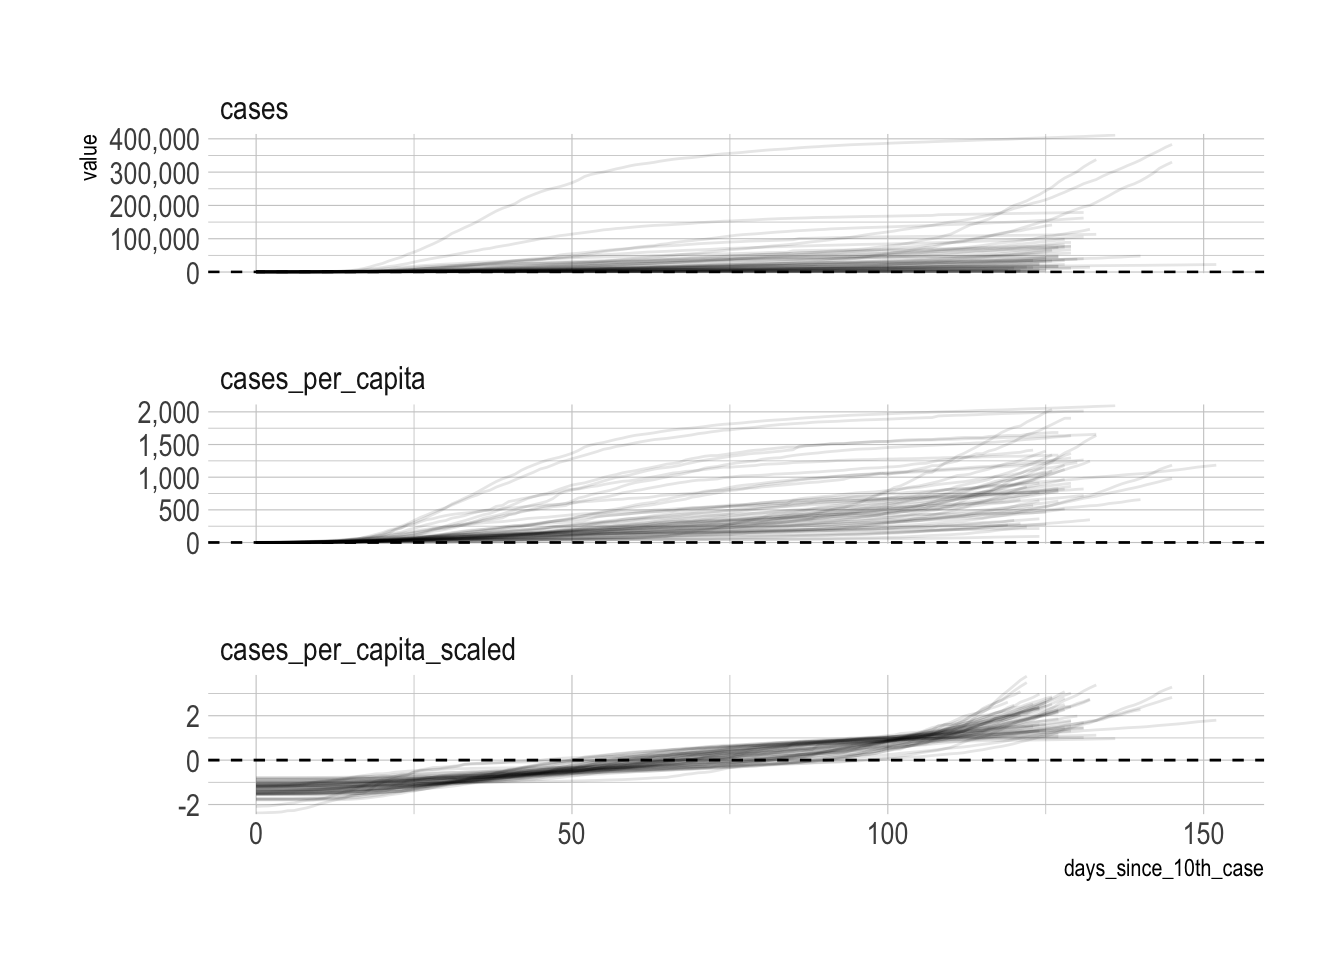 cases
value
400,000
300,000
200,000
100,000
0
cases_per_capita
2,000
1,500
1,000
500
0
cases_per_capita_scaled
2
0
-2
0 50 100 150
days_since_10th_case